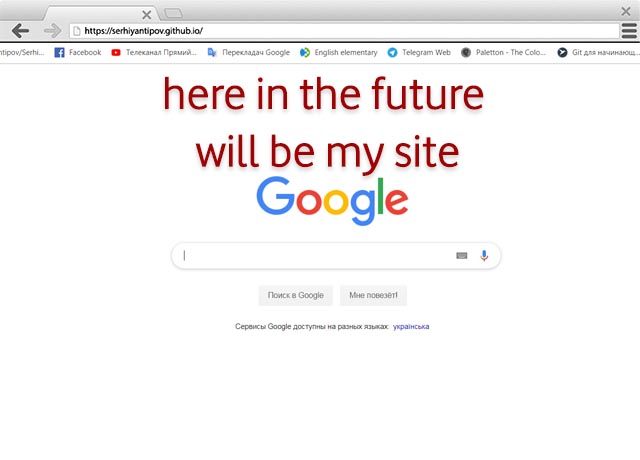 https://serhiyantipov.github.io/
ntipov/Serhi... Facebook Телеканал Прямий... Перекладач Google English elementary Telegram Web Paletton - The Colo... Git для начинающ...
here in the future
will be my site
Google
Поиск в Google Мне повезёт!
Сервисы Google доступны на разных языках: українська